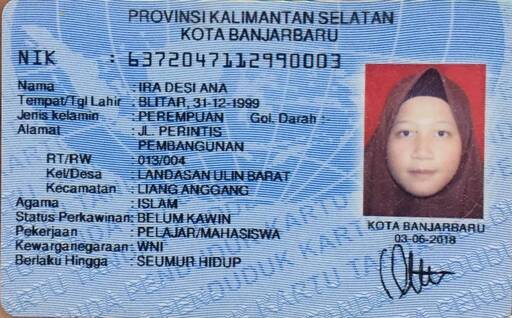 PROVINSI KALIMANTAN SELATAN
KOTA BANJARBARU
NIK : 6372047112990003
Nama : IRA DESI ANA
Tempat/Tgl Lahir : BLITAR, 31-12-1999
Jenis kelamin : PEREMPUAN Gol. Darah :-
Alamat : JL. PERINTIS
PEMBANGUNAN
RT/RW : 013/004
Kel/Desa : LANDASAN ULIN BARAT
Kecamatan : LIANG ANGGANG
Agama : ISLAM
Status Perkawinan: BELUM KAWIN
Pekerjaan : PELAJAR/MAHASISWA
Kewarganegaraan: WNI
Berlaku Hingga : SEUMUR HIDUP
KOTA BANJARBARU
03-06-2018